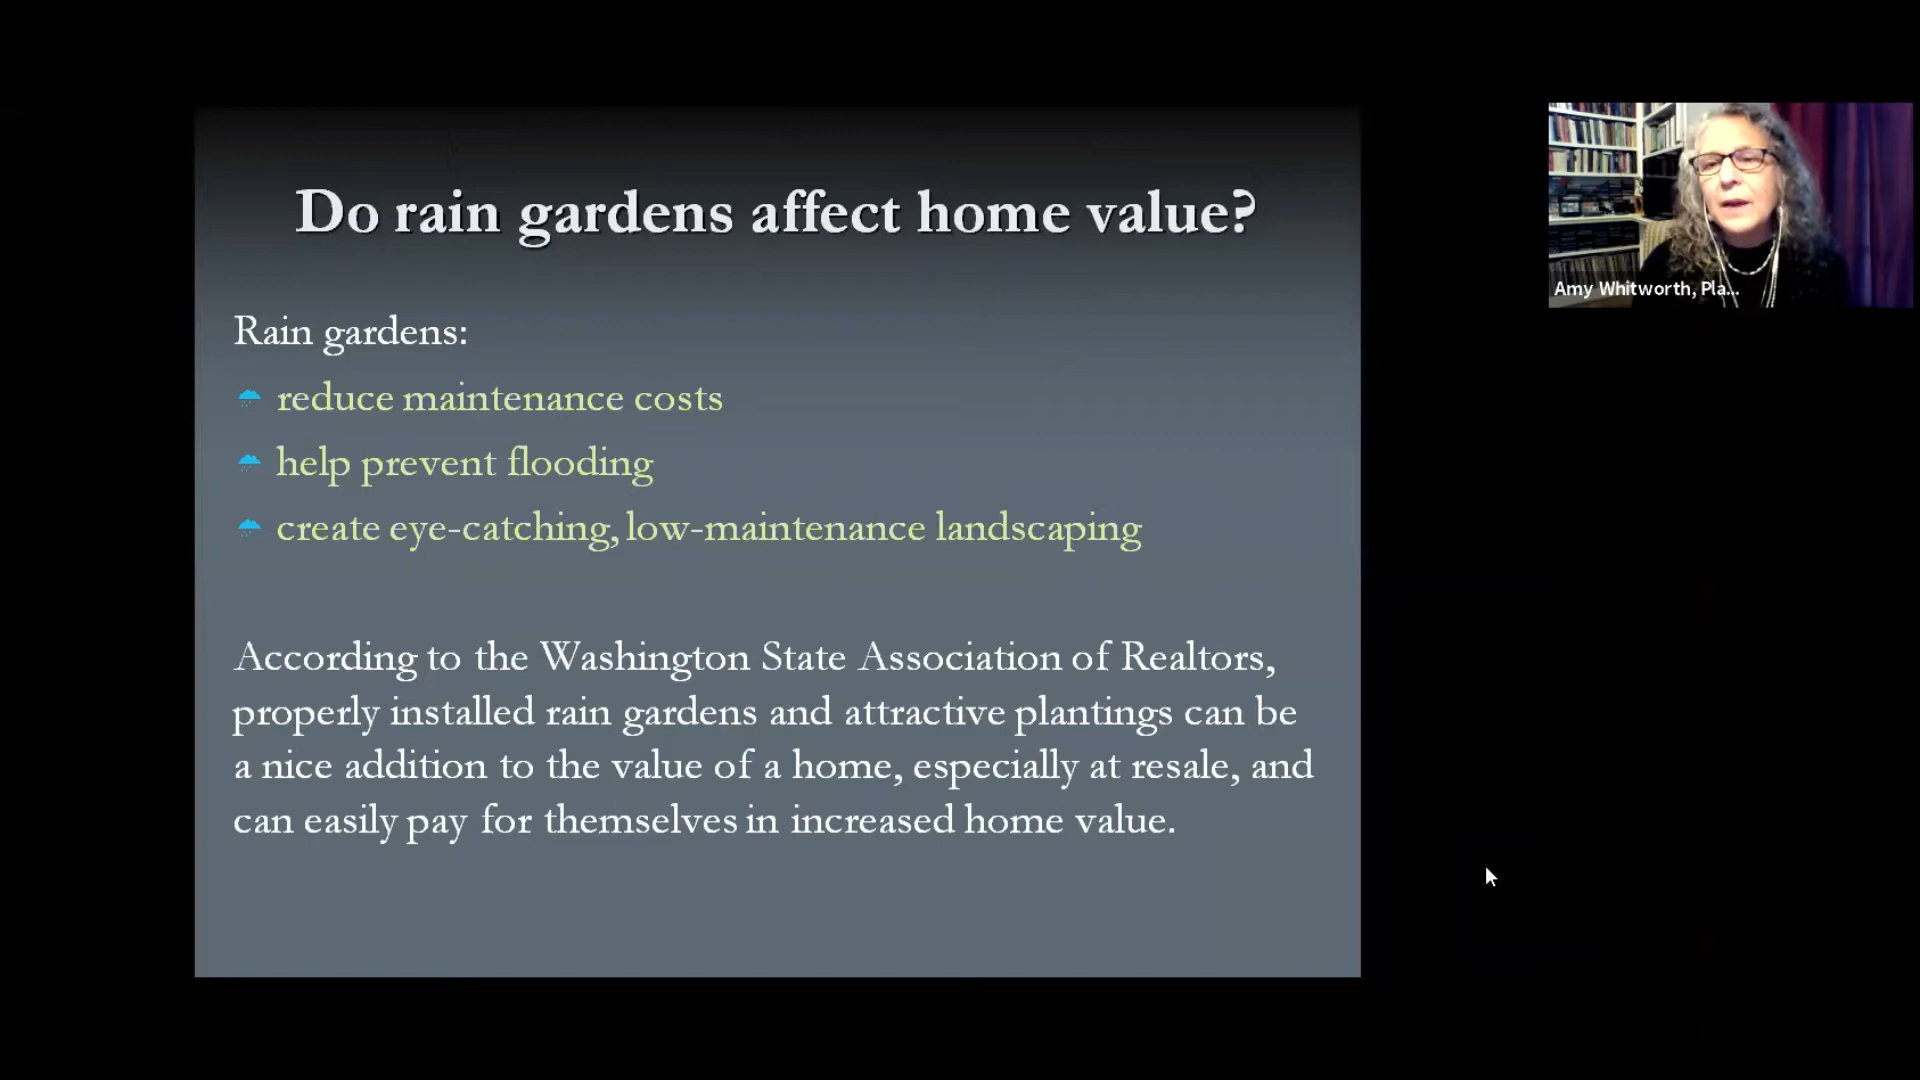 Do rain gardens affect home value?
Rain gardens:
reduce maintenance costs
help prevent flooding
create eye-catching, low-maintenance landscaping
According to the Washington State Association of Realtors,
properly installed rain gardens and attractive plantings can be
a nice addition to the value of a home, especially at resale, and
can easily pay for themselves in increased home value.
Amy Whitworth, Pla...